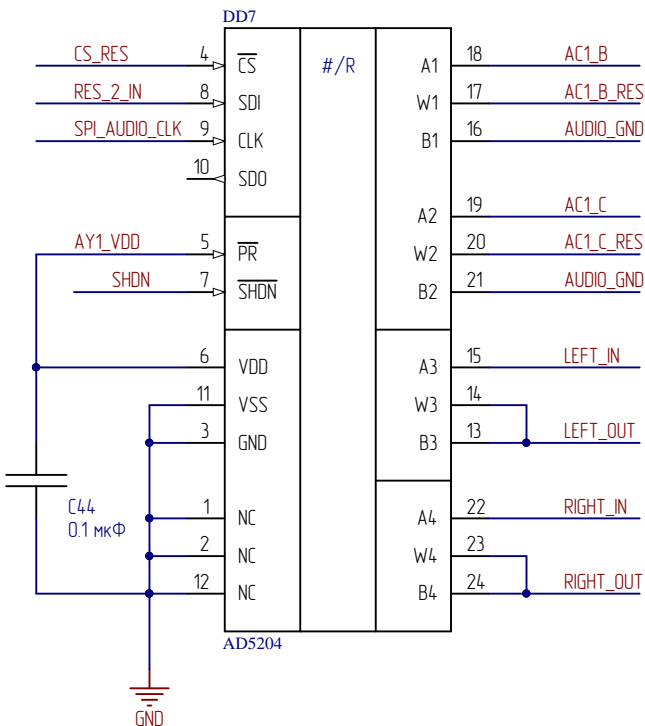 DD7
CS_RES 4 CS #/R A1 18 AC1_B
RES_2_IN 8 SDI W1 17 AC1_B_RES
SPI_AUDIO_CLK 9 CLK B1 16 AUDIO_GND
10 SDO
A2 19 AC1_C
AY1_VDD 5 PR W2 20 AC1_C_RES
SHDN 7 SHDN B2 21 AUDIO_GND
6 VDD A3 15 LEFT_IN
11 VSS W3 14
3 GND B3 13 LEFT_OUT
C44
0.1 мкФ
1 NC A4 22 RIGHT_IN
2 NC W4 23
12 NC B4 24 RIGHT_OUT
AD5204
GND